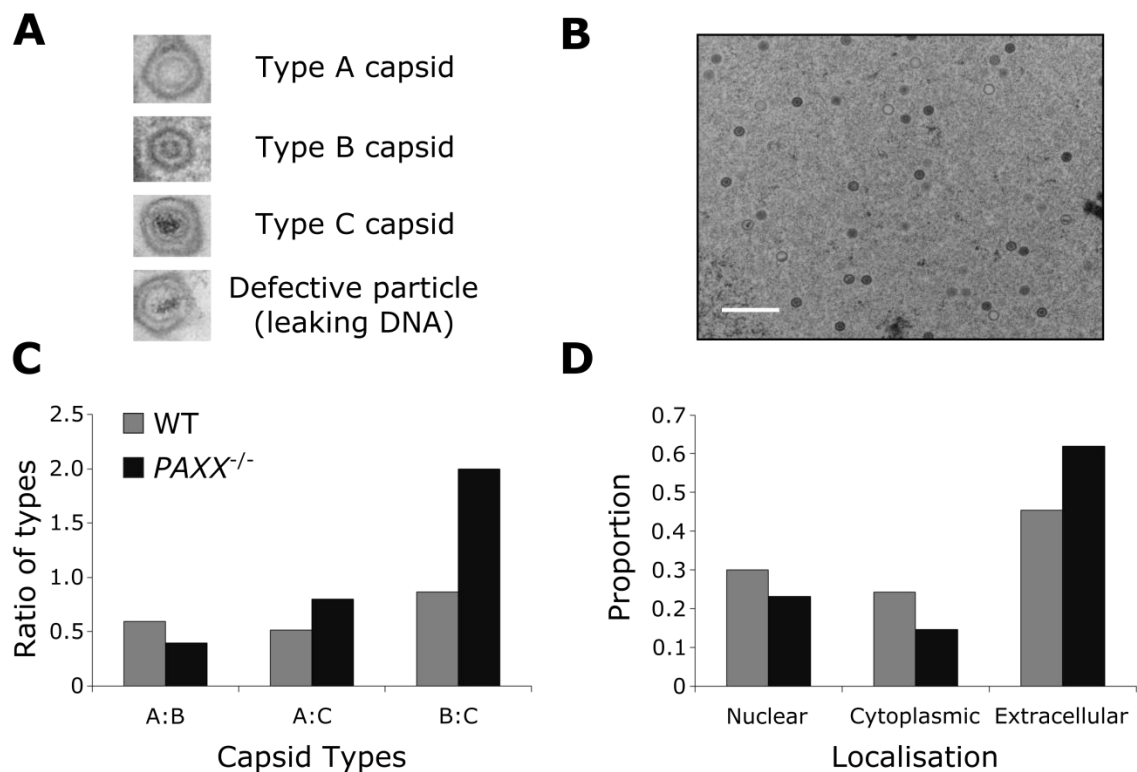 A
Type A capsid
Type B capsid
Type C capsid
Defective particle
(leaking DNA)
B
C
Ratio of types
2.5
2.0
1.5
1.0
0.5
0
WT
PAXX-/-
A:B
A:C
B:C
Capsid Types
D
Proportion
0.7
0.6
0.5
0.4
0.3
0.2
0.1
0
Nuclear
Cytoplasmic
Extracellular
Localisation